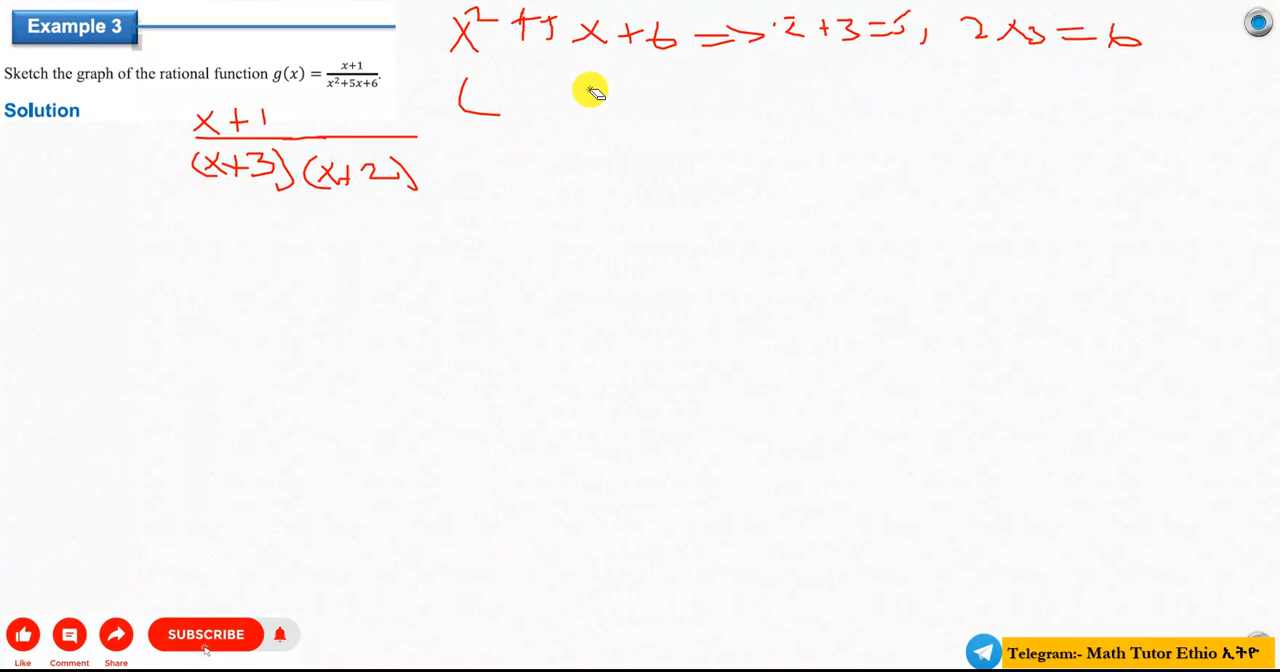 Example 3
x² + 5x + 6 => 2 + 3 = 5, 2 x 3 = 6
Sketch the graph of the rational function g(x) = x+1 / x²+5x+6.
(
Solution
x + 1
(x+3)(x+2)
SUBSCRIBE
Like Comment Share
Telegram:- Math Tutor Ethio ኢትዮ